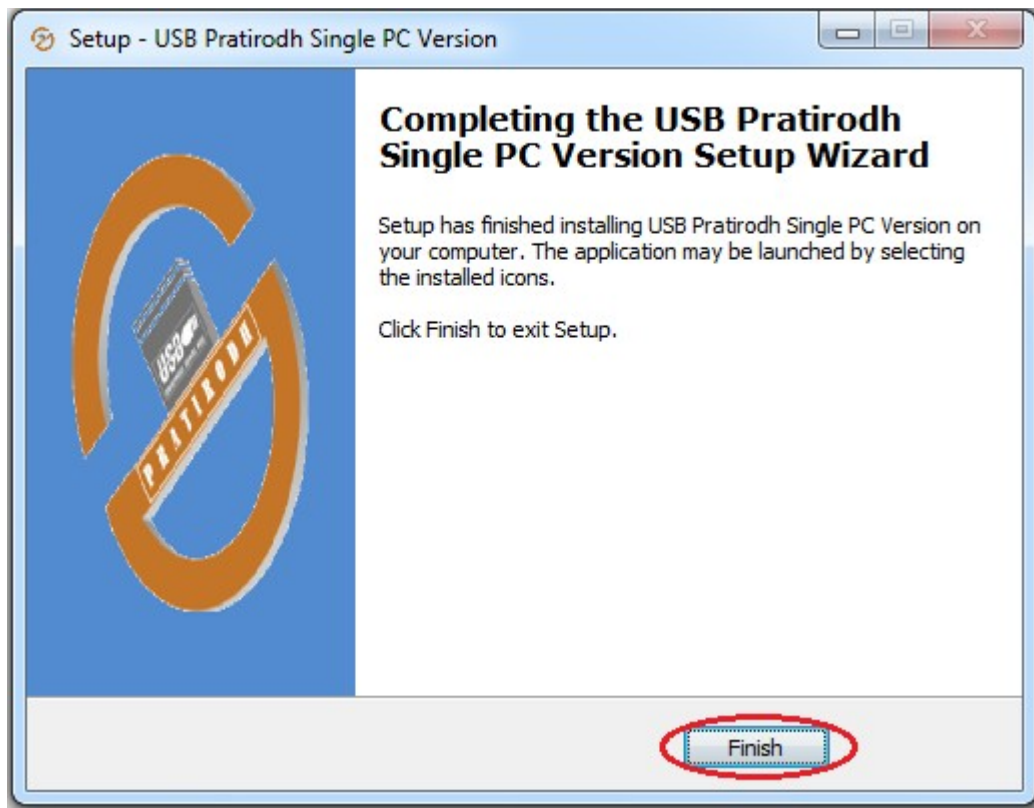 Setup - USB Pratirodh Single PC Version
Completing the USB Pratirodh
Single PC Version Setup Wizard
Setup has finished installing USB Pratirodh Single PC Version on
your computer. The application may be launched by selecting
the installed icons.
Click Finish to exit Setup.
USB
PRATIRODH
Finish